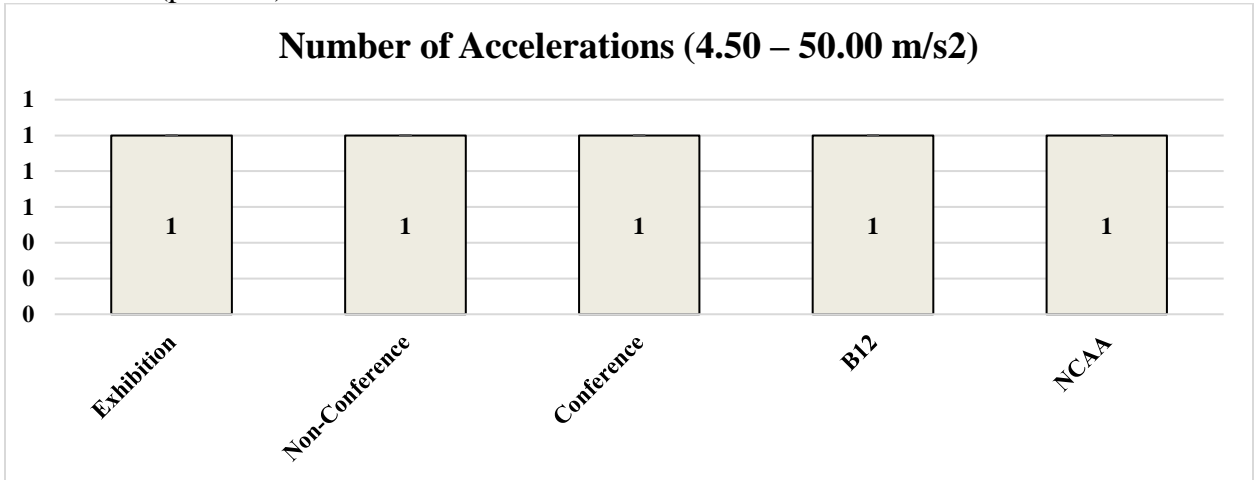 Number of Accelerations (4.50 – 50.00 m/s2)
1
1
1
1
0
0
0
1
1
1
1
1
Exhibition
Non-Conference
Conference
B12
NCAA